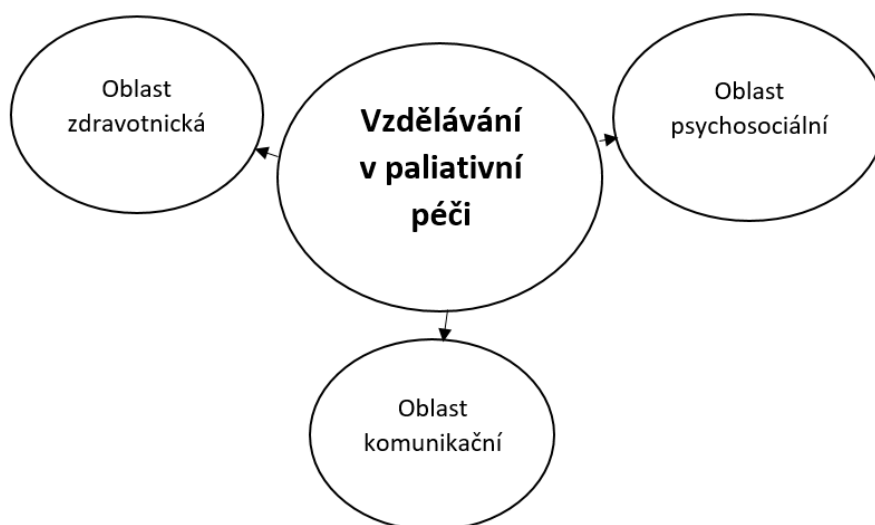 Oblast
zdravotnická
Vzdělávání
v paliativní
péči
Oblast
psychosociální
Oblast
komunikační